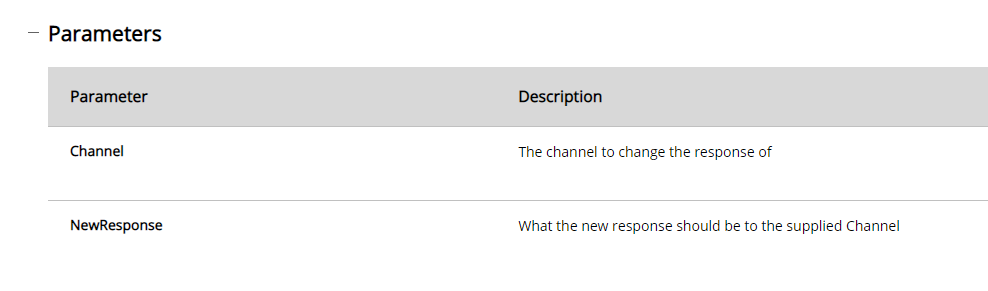 Parameters
Parameter Description
Channel The channel to change the response of
NewResponse What the new response should be to the supplied Channel